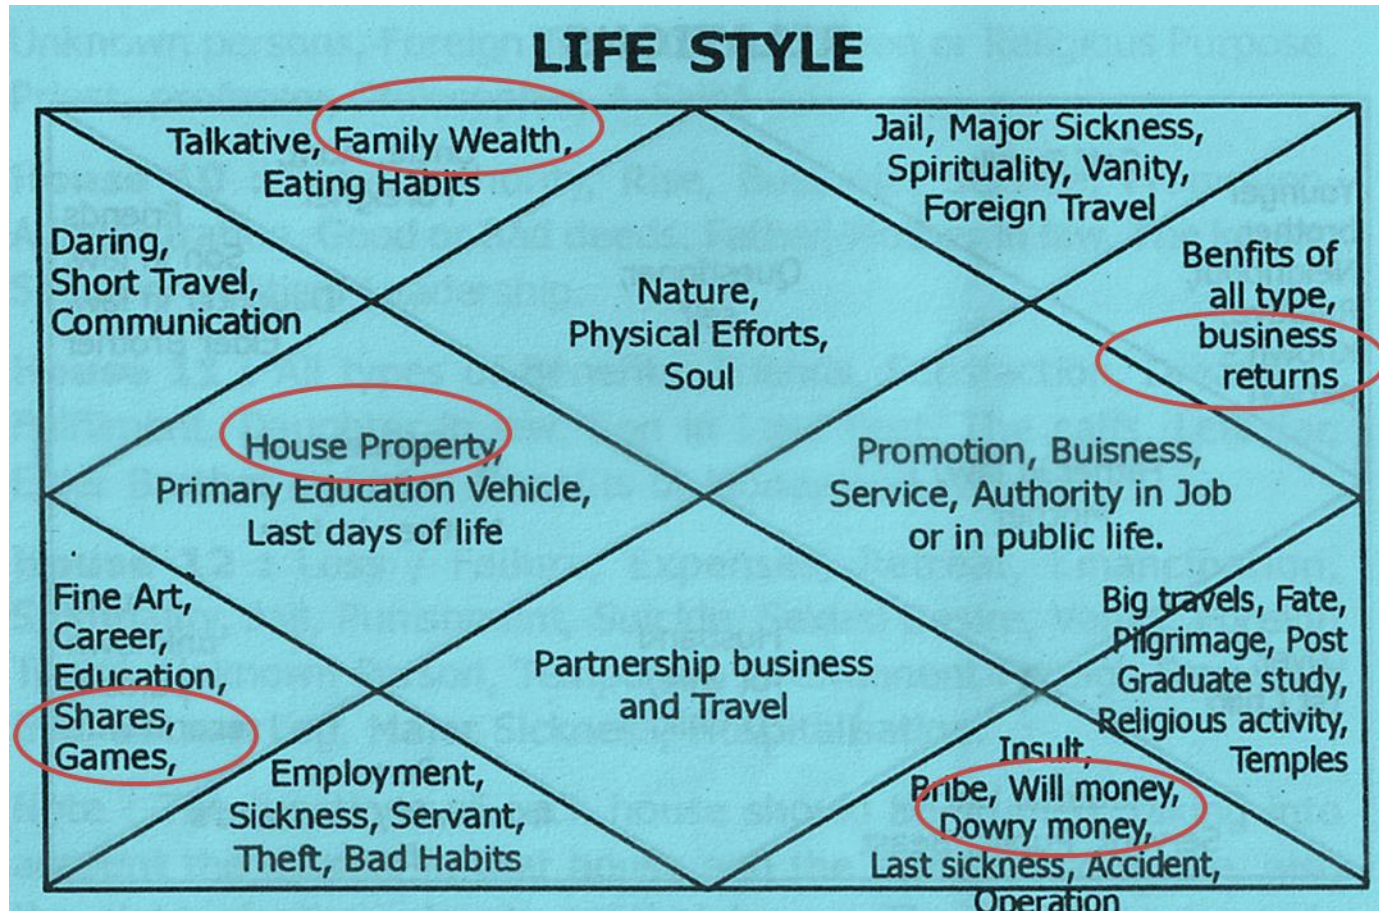 LIFE STYLE
Talkative, Family Wealth,
Eating Habits
Jail, Major Sickness,
Spirituality, Vanity,
Foreign Travel
Daring,
Short Travel,
Communication
Nature,
Physical Efforts,
Soul
Benfits of
all type,
business
returns
House Property,
Primary Education Vehicle,
Last days of life
Promotion, Buisness,
Service, Authority in Job
or in public life.
Fine Art,
Career,
Education,
Shares,
Games,
Partnership business
and Travel
Big travels, Fate,
Pilgrimage, Post
Graduate study,
Religious activity,
Temples
Employment,
Sickness, Servant,
Theft, Bad Habits
Insult,
Bribe, Will money,
Dowry money,
Last sickness, Accident,
Operation